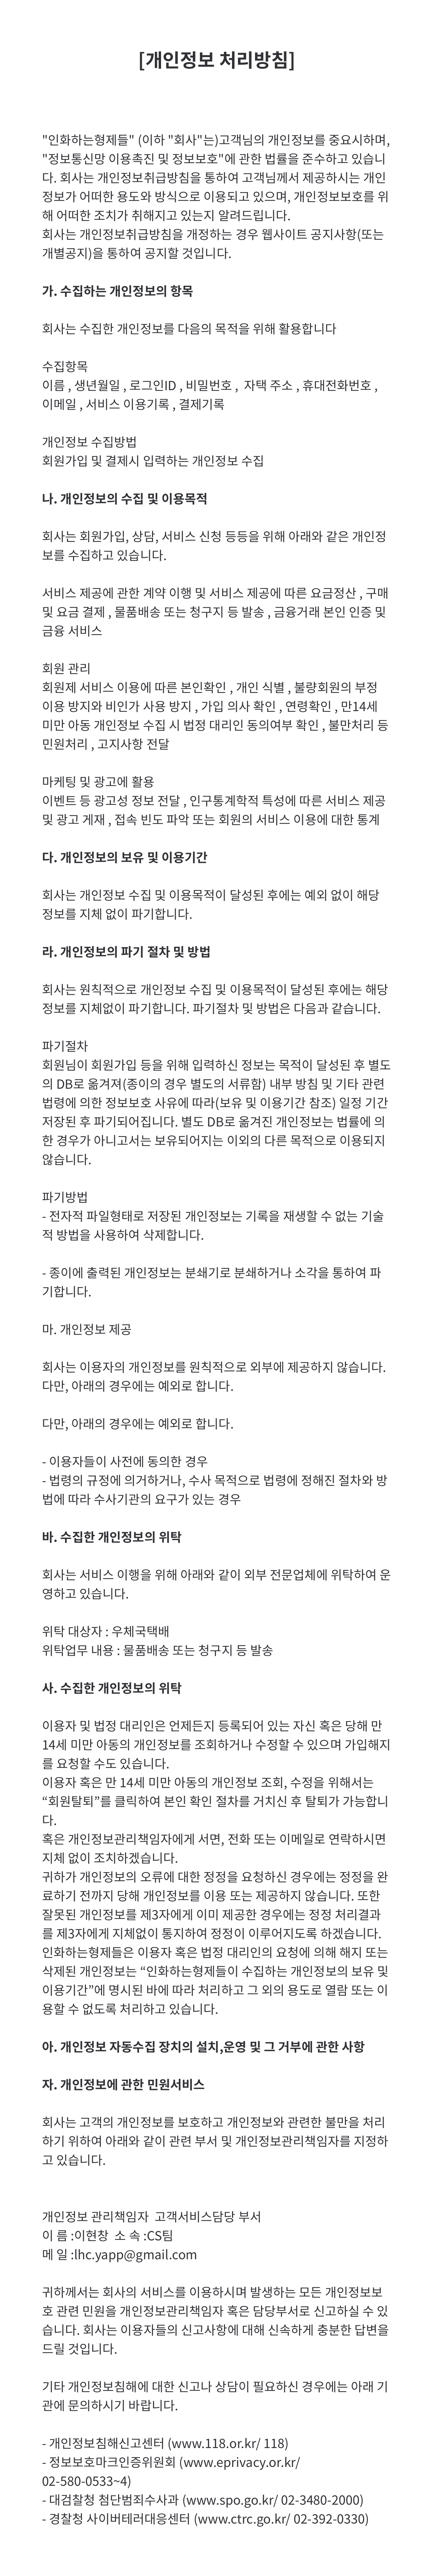 [개인정보 처리방침]
"인화하는형제들" (이하 "회사"는)고객님의 개인정보를 중요시하며,
"정보통신망 이용촉진 및 정보보호"에 관한 법률을 준수하고 있습니
다. 회사는 개인정보취급방침을 통하여 고객님께서 제공하시는 개인
정보가 어떠한 용도와 방식으로 이용되고 있으며, 개인정보보호를 위
해 어떠한 조치가 취해지고 있는지 알려드립니다.
회사는 개인정보취급방침을 개정하는 경우 웹사이트 공지사항(또는
개별공지)을 통하여 공지할 것입니다.
가. 수집하는 개인정보의 항목
회사는 수집한 개인정보를 다음의 목적을 위해 활용합니다
수집항목
이름 , 생년월일 , 로그인ID , 비밀번호 , 자택 주소 , 휴대전화번호 ,
이메일 , 서비스 이용기록 , 결제기록
개인정보 수집방법
회원가입 및 결제시 입력하는 개인정보 수집
나. 개인정보의 수집 및 이용목적
회사는 회원가입, 상담, 서비스 신청 등등을 위해 아래와 같은 개인정
보를 수집하고 있습니다.
서비스 제공에 관한 계약 이행 및 서비스 제공에 따른 요금정산 , 구매
및 요금 결제 , 물품배송 또는 청구지 등 발송 , 금융거래 본인 인증 및
금융 서비스
회원 관리
회원제 서비스 이용에 따른 본인확인 , 개인 식별 , 불량회원의 부정
이용 방지와 비인가 사용 방지 , 가입 의사 확인 , 연령확인 , 만14세
미만 아동 개인정보 수집 시 법정 대리인 동의여부 확인 , 불만처리 등
민원처리 , 고지사항 전달
마케팅 및 광고에 활용
이벤트 등 광고성 정보 전달 , 인구통계학적 특성에 따른 서비스 제공
및 광고 게재 , 접속 빈도 파악 또는 회원의 서비스 이용에 대한 통계
다. 개인정보의 보유 및 이용기간
회사는 개인정보 수집 및 이용목적이 달성된 후에는 예외 없이 해당
정보를 지체 없이 파기합니다.
라. 개인정보의 파기 절차 및 방법
회사는 원칙적으로 개인정보 수집 및 이용목적이 달성된 후에는 해당
정보를 지체없이 파기합니다. 파기절차 및 방법은 다음과 같습니다.
파기절차
회원님이 회원가입 등을 위해 입력하신 정보는 목적이 달성된 후 별도
의 DB로 옮겨져(종이의 경우 별도의 서류함) 내부 방침 및 기타 관련
법령에 의한 정보보호 사유에 따라(보유 및 이용기간 참조) 일정 기간
저장된 후 파기되어집니다. 별도 DB로 옮겨진 개인정보는 법률에 의
한 경우가 아니고서는 보유되어지는 이외의 다른 목적으로 이용되지
않습니다.
파기방법
- 전자적 파일형태로 저장된 개인정보는 기록을 재생할 수 없는 기술
적 방법을 사용하여 삭제합니다.
- 종이에 출력된 개인정보는 분쇄기로 분쇄하거나 소각을 통하여 파
기합니다.
마. 개인정보 제공
회사는 이용자의 개인정보를 원칙적으로 외부에 제공하지 않습니다.
다만, 아래의 경우에는 예외로 합니다.
다만, 아래의 경우에는 예외로 합니다.
- 이용자들이 사전에 동의한 경우
- 법령의 규정에 의거하거나, 수사 목적으로 법령에 정해진 절차와 방
법에 따라 수사기관의 요구가 있는 경우
바. 수집한 개인정보의 위탁
회사는 서비스 이행을 위해 아래와 같이 외부 전문업체에 위탁하여 운
영하고 있습니다.
위탁 대상자 : 우체국택배
위탁업무 내용 : 물품배송 또는 청구지 등 발송
사. 수집한 개인정보의 위탁
이용자 및 법정 대리인은 언제든지 등록되어 있는 자신 혹은 당해 만
14세 미만 아동의 개인정보를 조회하거나 수정할 수 있으며 가입해지
를 요청할 수도 있습니다.
이용자 혹은 만 14세 미만 아동의 개인정보 조회, 수정을 위해서는
“회원탈퇴”를 클릭하여 본인 확인 절차를 거치신 후 탈퇴가 가능합니
다.
혹은 개인정보관리책임자에게 서면, 전화 또는 이메일로 연락하시면
지체 없이 조치하겠습니다.
귀하가 개인정보의 오류에 대한 정정을 요청하신 경우에는 정정을 완
료하기 전까지 당해 개인정보를 이용 또는 제공하지 않습니다. 또한
잘못된 개인정보를 제3자에게 이미 제공한 경우에는 정정 처리결과
를 제3자에게 지체없이 통지하여 정정이 이루어지도록 하겠습니다.
인화하는형제들은 이용자 혹은 법정 대리인의 요청에 의해 해지 또는
삭제된 개인정보는 “인화하는형제들이 수집하는 개인정보의 보유 및
이용기간”에 명시된 바에 따라 처리하고 그 외의 용도로 열람 또는 이
용할 수 없도록 처리하고 있습니다.
아. 개인정보 자동수집 장치의 설치,운영 및 그 거부에 관한 사항
자. 개인정보에 관한 민원서비스
회사는 고객의 개인정보를 보호하고 개인정보와 관련한 불만을 처리
하기 위하여 아래와 같이 관련 부서 및 개인정보관리책임자를 지정하
고 있습니다.
개인정보 관리책임자 고객서비스담당 부서
이 름 :이현창 소 속 :CS팀
메 일 :lhc.yapp@gmail.com
귀하께서는 회사의 서비스를 이용하시며 발생하는 모든 개인정보보
호 관련 민원을 개인정보관리책임자 혹은 담당부서로 신고하실 수 있
습니다. 회사는 이용자들의 신고사항에 대해 신속하게 충분한 답변을
드릴 것입니다.
기타 개인정보침해에 대한 신고나 상담이 필요하신 경우에는 아래 기
관에 문의하시기 바랍니다.
- 개인정보침해신고센터 (www.118.or.kr/ 118)
- 정보보호마크인증위원회 (www.eprivacy.or.kr/
02-580-0533~4)
- 대검찰청 첨단범죄수사과 (www.spo.go.kr/ 02-3480-2000)
- 경찰청 사이버테러대응센터 (www.ctrc.go.kr/ 02-392-0330)